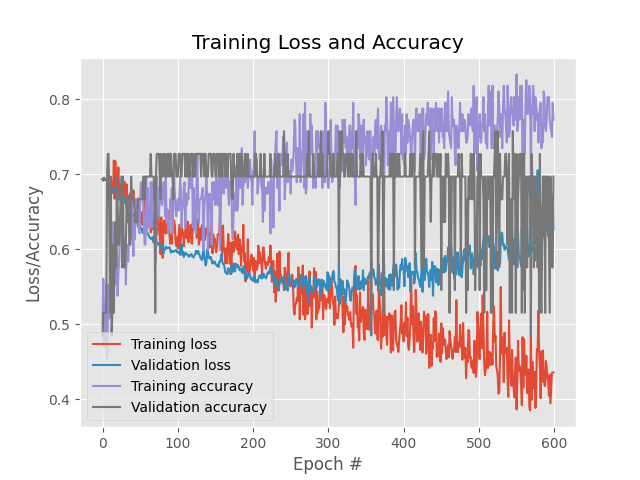 Training Loss and Accuracy
Loss/Accuracy
0.8
0.7
0.6
0.5
0.4
Training loss
Validation loss
Training accuracy
Validation accuracy
0 100 200 300 400 500 600
Epoch #